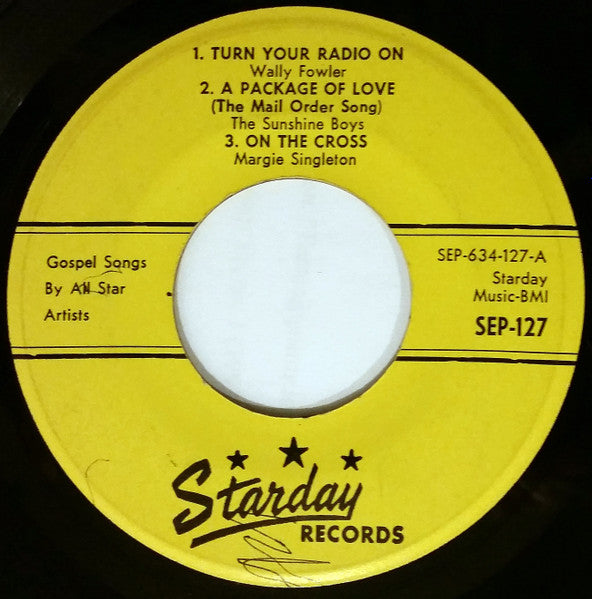 1. TURN YOUR RADIO ON
Wally Fowler
2. A PACKAGE OF LOVE
(The Mail Order Song)
The Sunshine Boys
3. ON THE CROSS
Margie Singleton
Gospel Songs
By All Star
Artists
SEP-634-127-A
Starday
Music-BMI
SEP-127
Starday
RECORDS